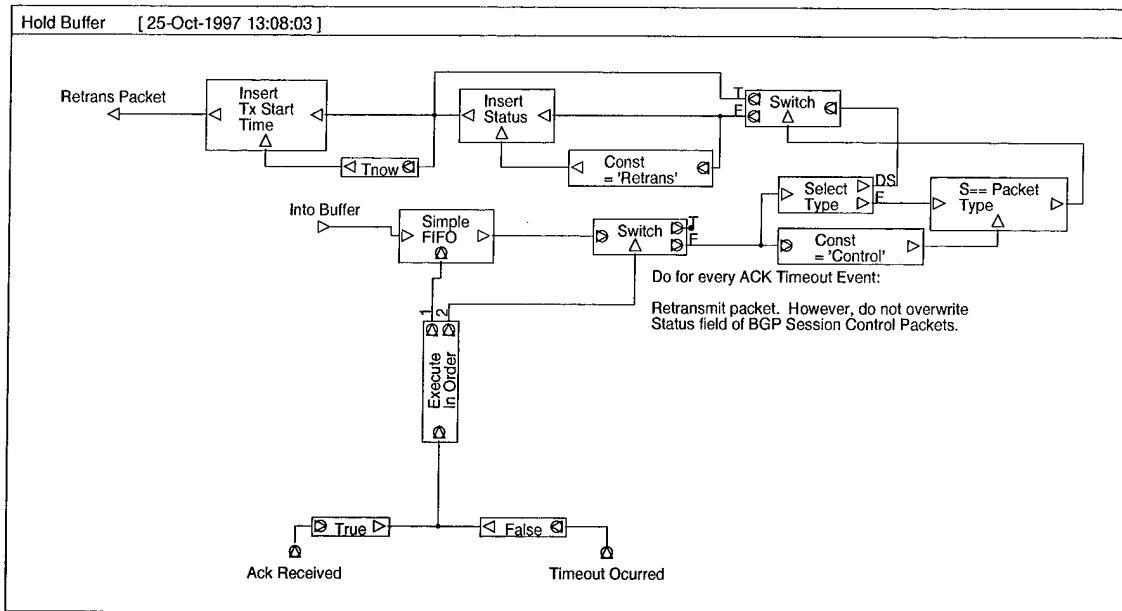 Hold Buffer [ 25-Oct-1997 13:08:03 ]
Retrans Packet
Insert
Tx Start
Time
Tnow
Insert
Status
Const
= 'Retrans'
T
F
Switch
Select
Type
DS
F
S== Packet
Type
Const
= 'Control'
Into Buffer
Simple
FIFO
Switch
T
F
Do for every ACK Timeout Event:
Retransmit packet. However, do not overwrite
Status field of BGP Session Control Packets.
1
2
Execute
In Order
True
False
Ack Received
Timeout Ocurred